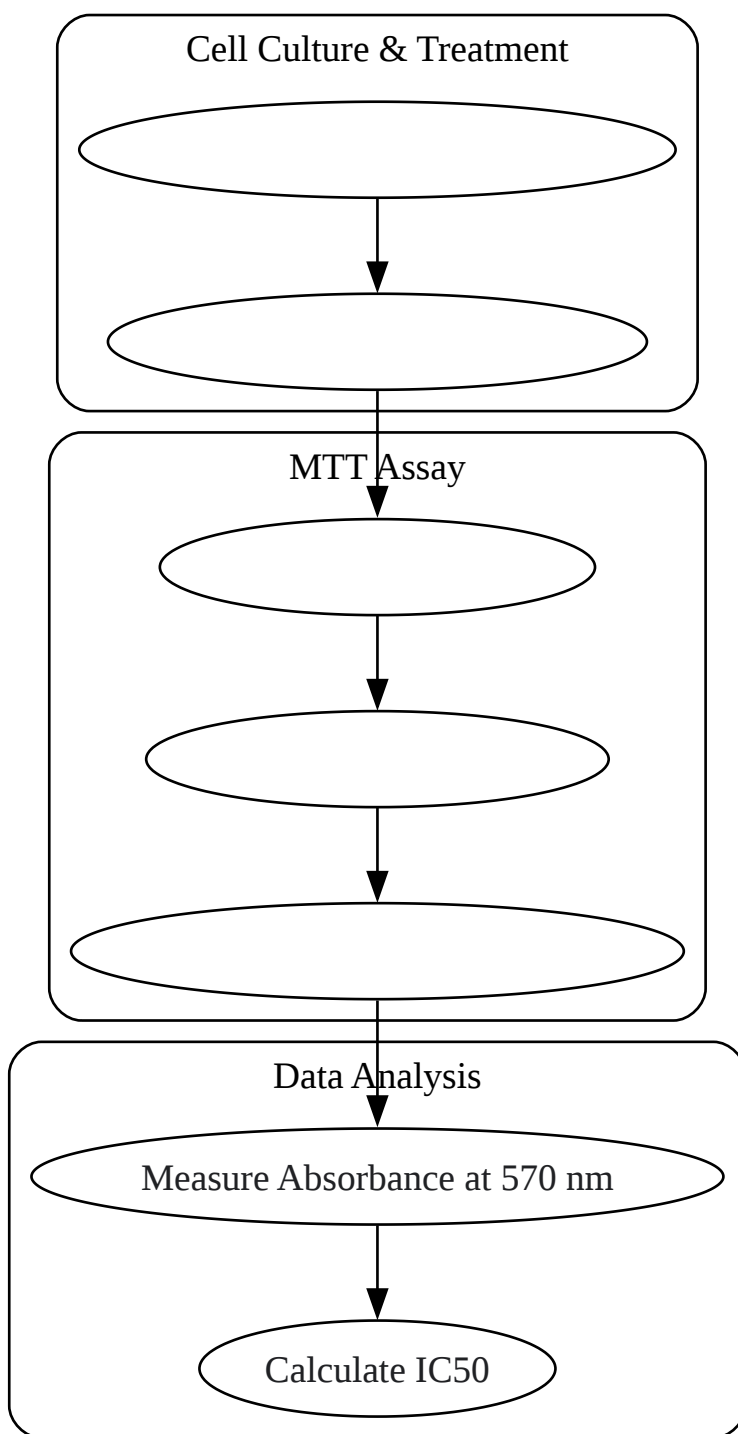 Cell Culture & Treatment
MTT Assay
Data Analysis
Measure Absorbance at 570 nm
Calculate IC50